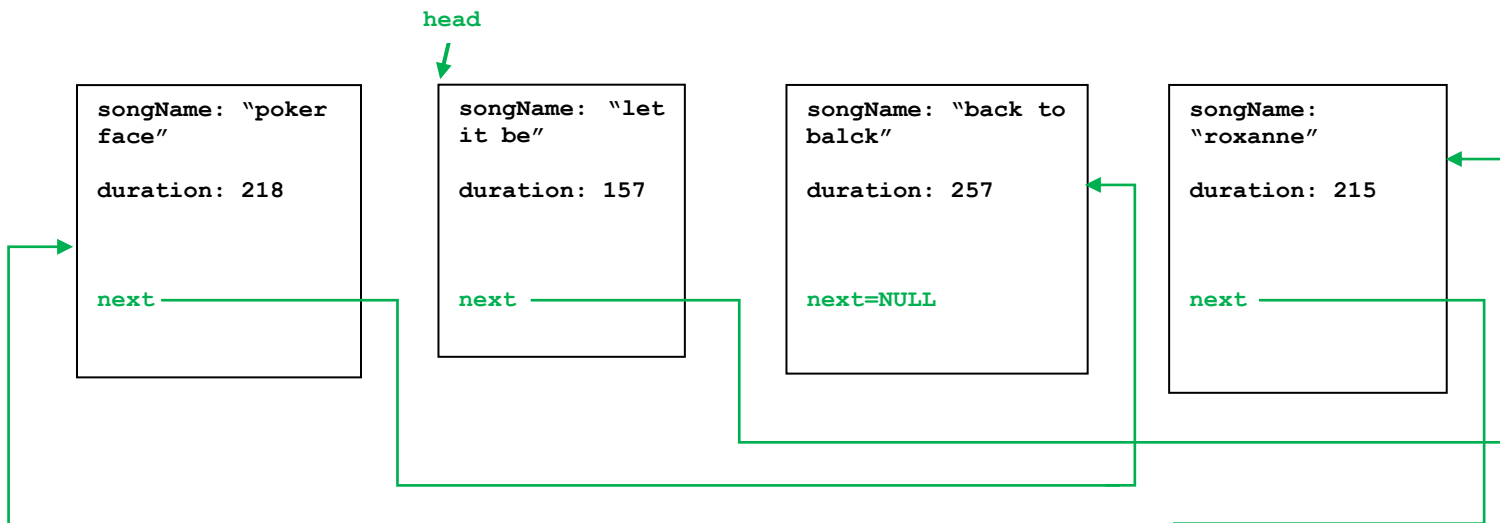 head
songName: “poker
face”
duration: 218
next
songName: “let
it be”
duration: 157
next
songName: “back to
balck”
duration: 257
next=NULL
songName:
“roxanne”
duration: 215
next